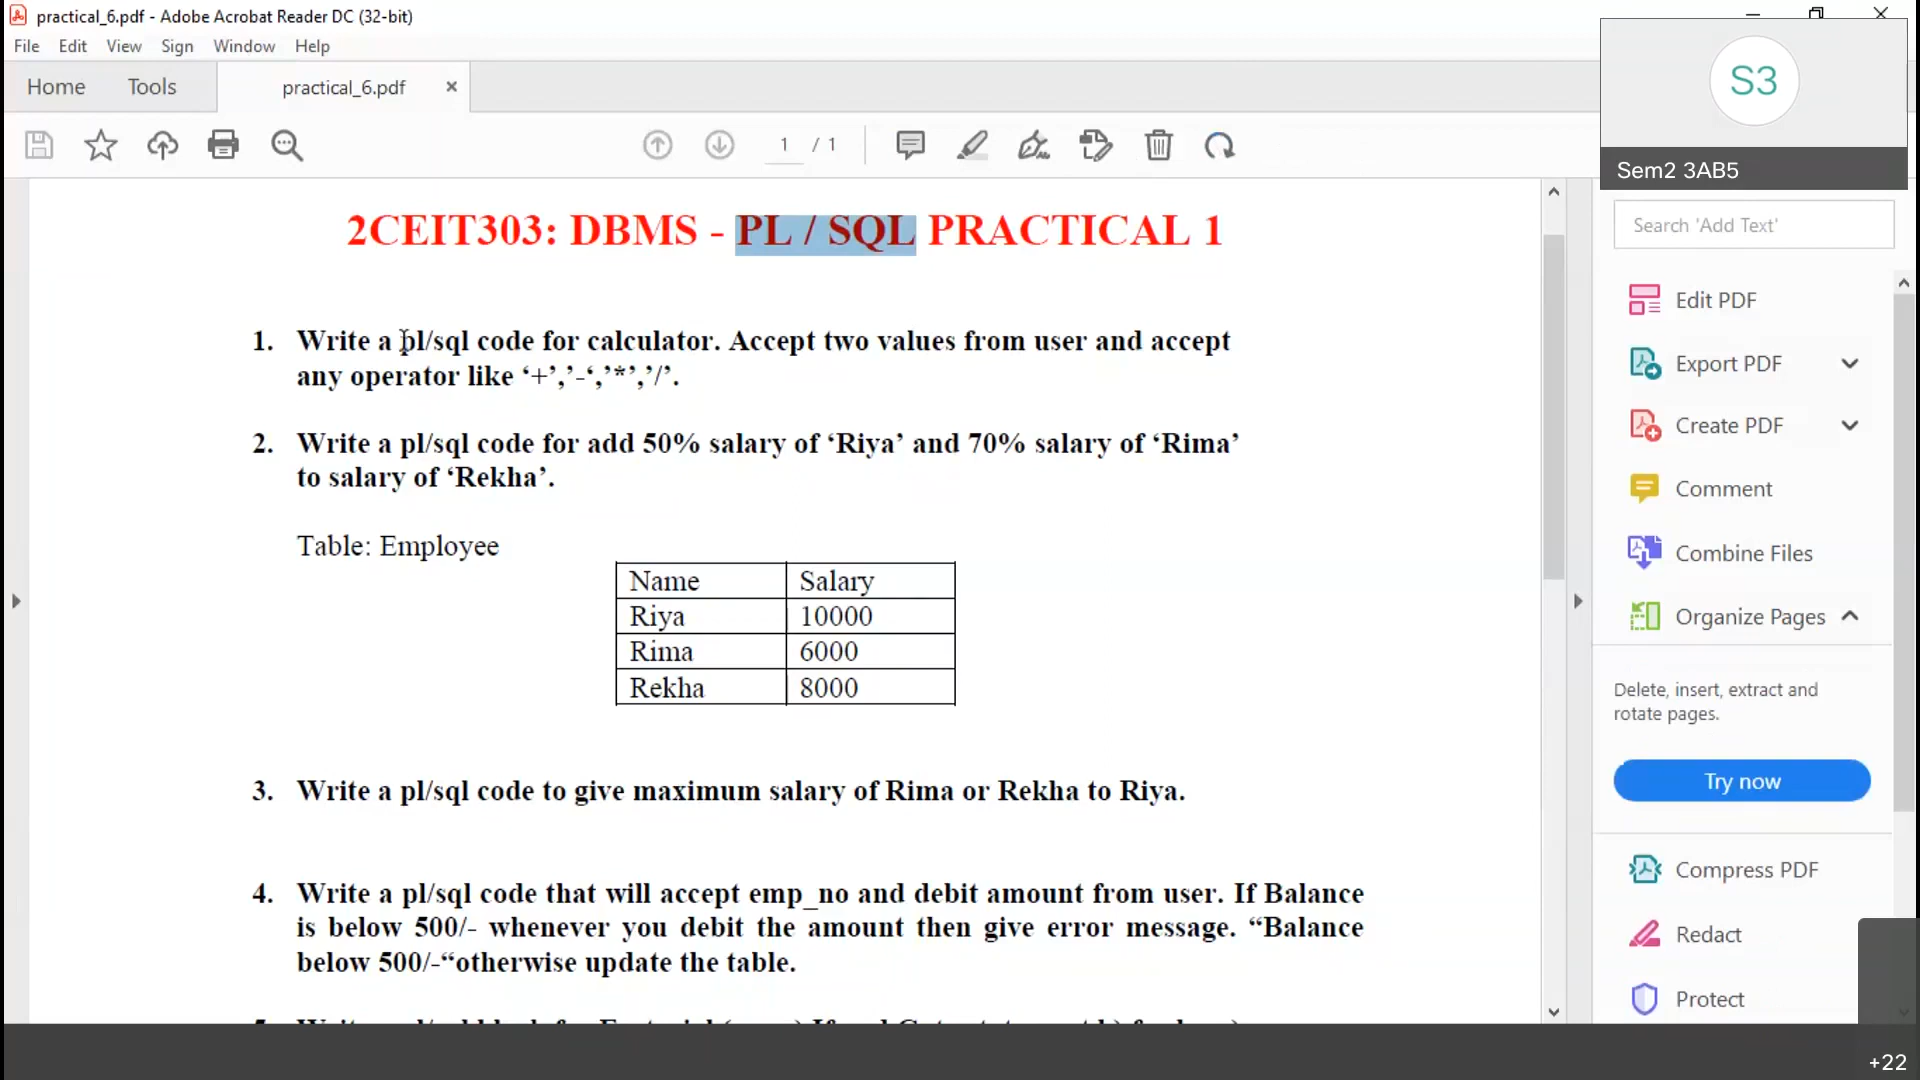 practical_6.pdf - Adobe Acrobat Reader DC (32-bit)
File Edit View Sign Window Help
Home Tools practical_6.pdf ×
1 / 1
S3
Sem2 3AB5
2CEIT303: DBMS - PL / SQL PRACTICAL 1
1. Write a pl/sql code for calculator. Accept two values from user and accept
any operator like ‘+’,’-‘,’*’,’/’.
2. Write a pl/sql code for add 50% salary of ‘Riya’ and 70% salary of ‘Rima’
to salary of ‘Rekha’.
Table: Employee
Name Salary
Riya 10000
Rima 6000
Rekha 8000
3. Write a pl/sql code to give maximum salary of Rima or Rekha to Riya.
4. Write a pl/sql code that will accept emp_no and debit amount from user. If Balance
is below 500/- whenever you debit the amount then give error message. “Balance
below 500/-“otherwise update the table.
Search 'Add Text'
Edit PDF
Export PDF
Create PDF
Comment
Combine Files
Organize Pages
Delete, insert, extract and
rotate pages.
Try now
Compress PDF
Redact
Protect
+22